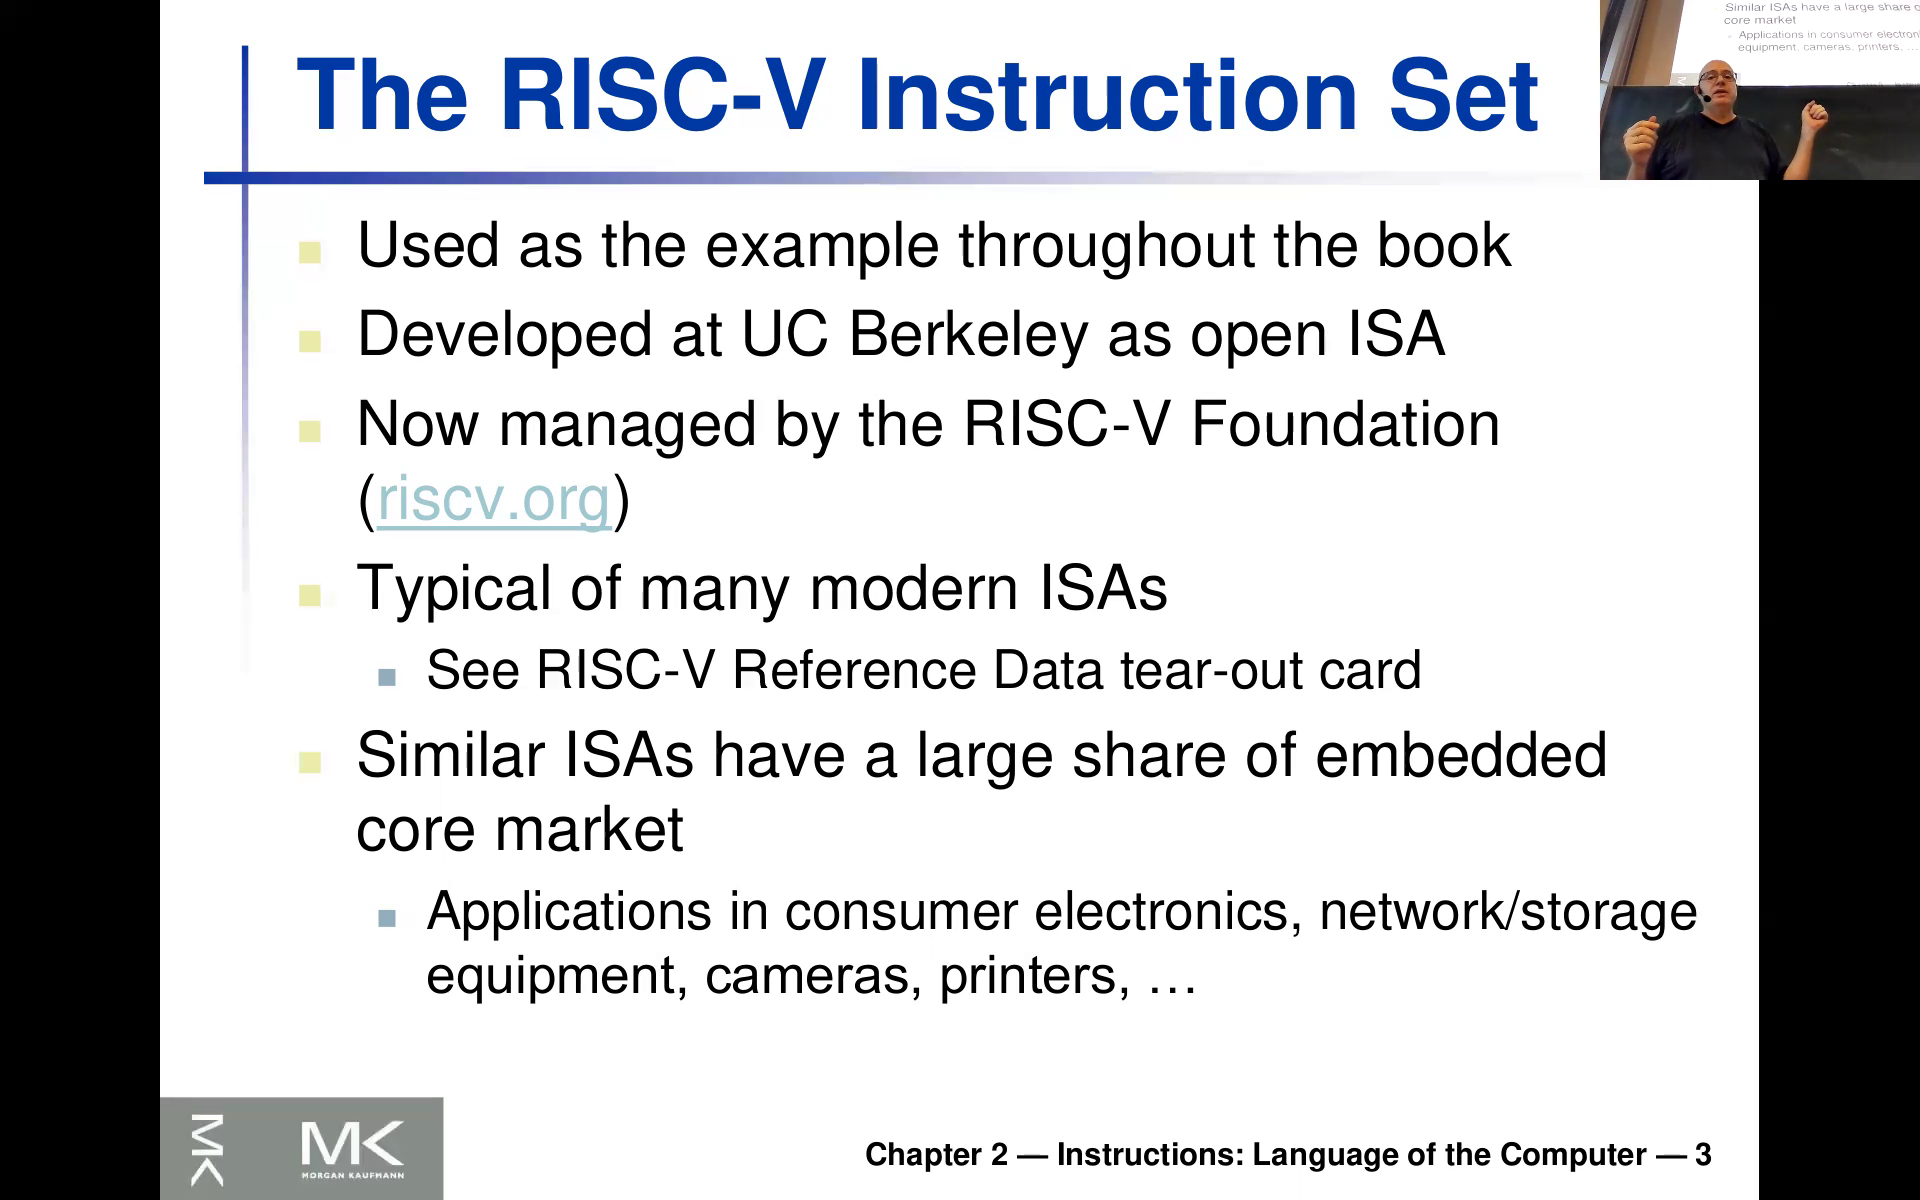 The RISC-V Instruction Set
Used as the example throughout the book
Developed at UC Berkeley as open ISA
Now managed by the RISC-V Foundation
(riscv.org)
Typical of many modern ISAs
See RISC-V Reference Data tear-out card
Similar ISAs have a large share of embedded
core market
Applications in consumer electronics, network/storage
equipment, cameras, printers, …
MK
MK
MORGAN KAUFMANN
Chapter 2 — Instructions: Language of the Computer — 3
Similar ISAs have a large share
core market
Applications in consumer
equipment, cameras, printers, …